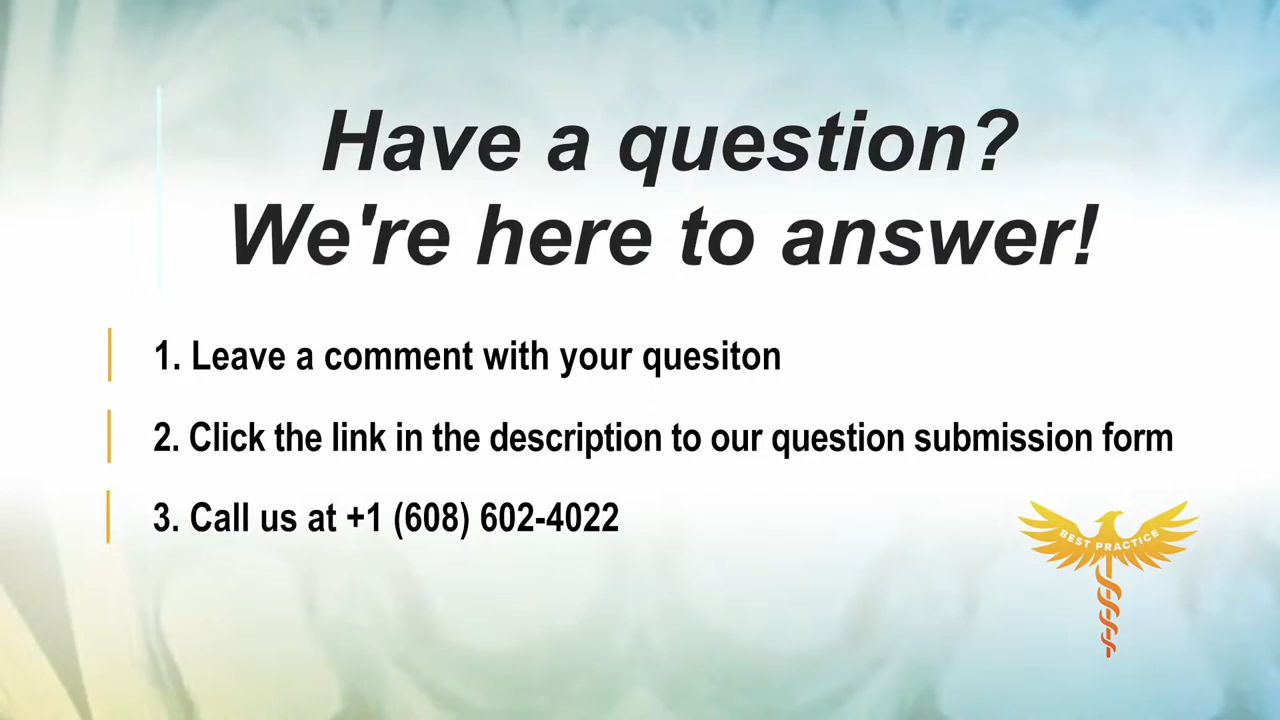 Have a question?
We're here to answer!
1. Leave a comment with your quesiton
2. Click the link in the description to our question submission form
3. Call us at +1 (608) 602-4022
BEST PRACTICE